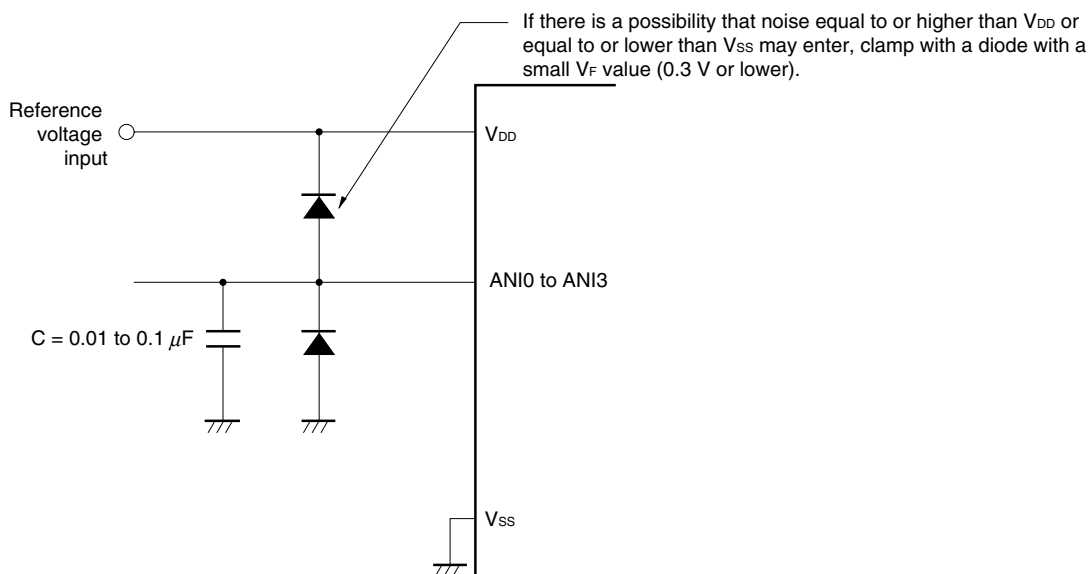 If there is a possibility that noise equal to or higher than VDD or
equal to or lower than VSS may enter, clamp with a diode with a
small VF value (0.3 V or lower).
Reference
voltage
input
VDD
ANI0 to ANI3
C = 0.01 to 0.1 μF
VSS